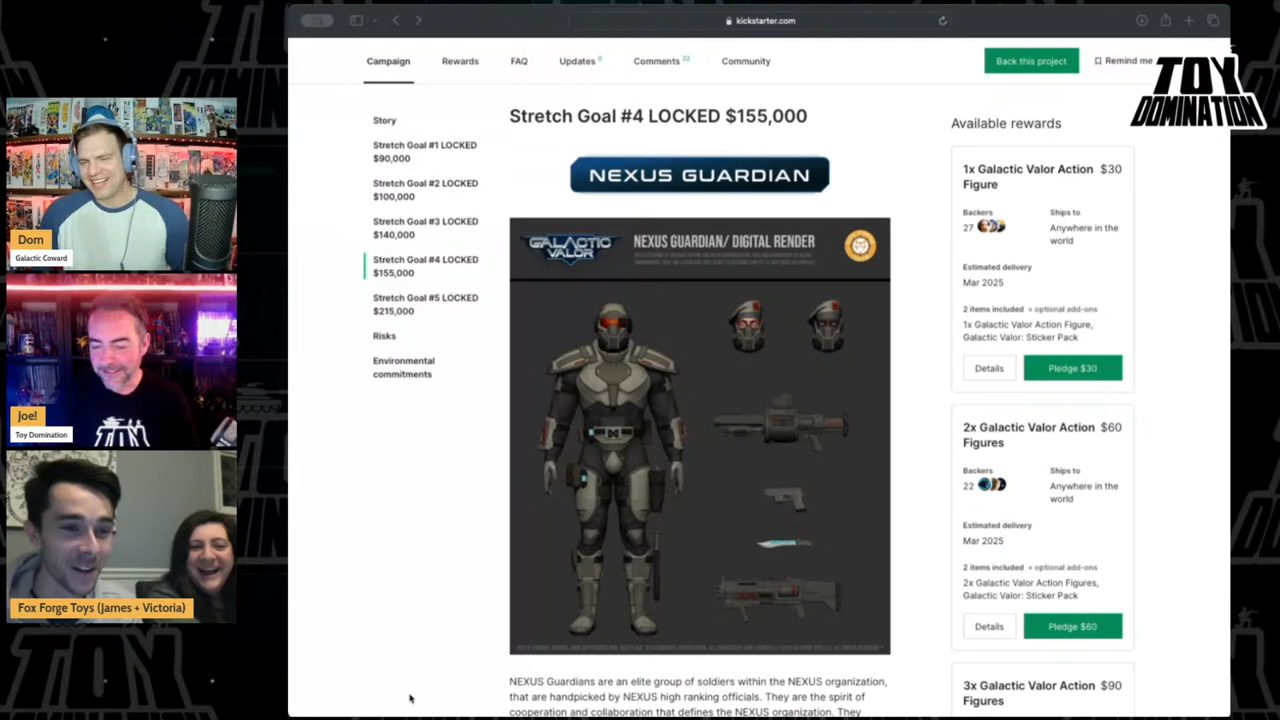 kickstarter.com
Campaign
Rewards
FAQ
Updates 0
Comments 22
Community
Back this project
Remind me
TOY
DOMINATION
Story
Stretch Goal #1 LOCKED
$90,000
Stretch Goal #2 LOCKED
$100,000
Stretch Goal #3 LOCKED
$140,000
Stretch Goal #4 LOCKED
$155,000
Stretch Goal #5 LOCKED
$215,000
Risks
Environmental
commitments
Stretch Goal #4 LOCKED $155,000
NEXUS GUARDIAN
GALACTIC
VALOR
NEXUS GUARDIAN/ DIGITAL RENDER
NEXUS Guardians are an elite group of soldiers within the NEXUS organization,
that are handpicked by NEXUS high ranking officials. They are the spirit of
cooperation and collaboration that defines the NEXUS organization. They
Available rewards
1x Galactic Valor Action
Figure
$30
Backers
27
Ships to
Anywhere in the
world
Estimated delivery
Mar 2025
2 items included + optional add-ons
1x Galactic Valor Action Figure,
Galactic Valor: Sticker Pack
Details
Pledge $30
2x Galactic Valor Action
Figures
$60
Backers
22
Ships to
Anywhere in the
world
Estimated delivery
Mar 2025
2 items included + optional add-ons
2x Galactic Valor Action Figures,
Galactic Valor: Sticker Pack
Details
Pledge $60
3x Galactic Valor Action
Figures
$90
Dom
Galactic Coward
Joe!
Toy Domination
Fox Forge Toys (James + Victoria)